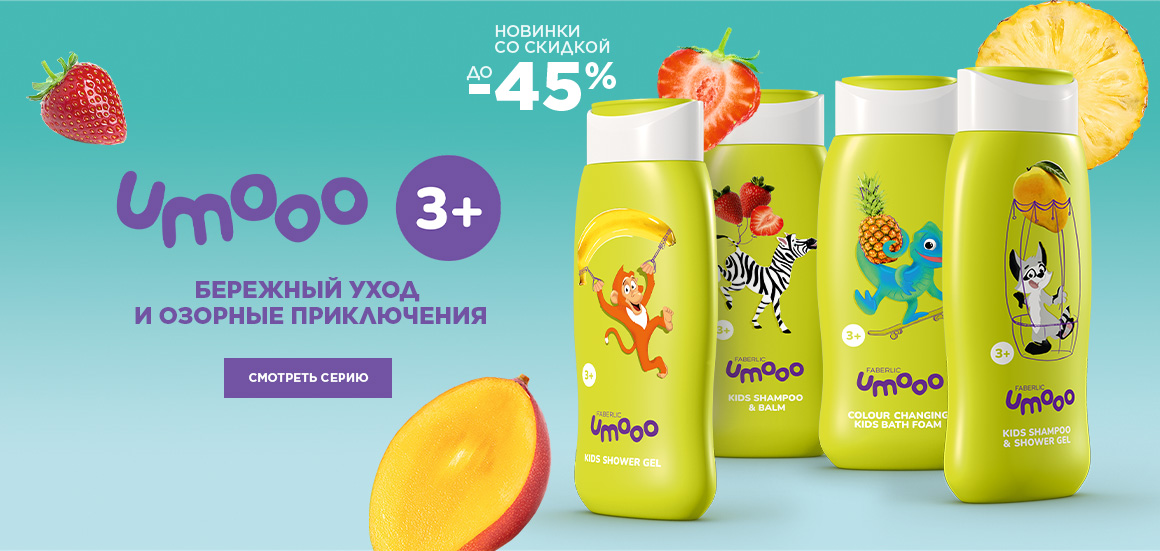 НОВИНКИ
СО СКИДКОЙ
ДО
-45%
umooo
3+
БЕРЕЖНЫЙ УХОД
И ОЗОРНЫЕ ПРИКЛЮЧЕНИЯ
СМОТРЕТЬ СЕРИЮ
3+
FABERLIC
umooo
KIDS SHOWER GEL
3+
FABERLIC
umooo
KIDS SHAMPOO
& BALM
3+
FABERLIC
umooo
COLOUR CHANGING
KIDS BATH FOAM
3+
FABERLIC
umooo
KIDS SHAMPOO
& SHOWER GEL